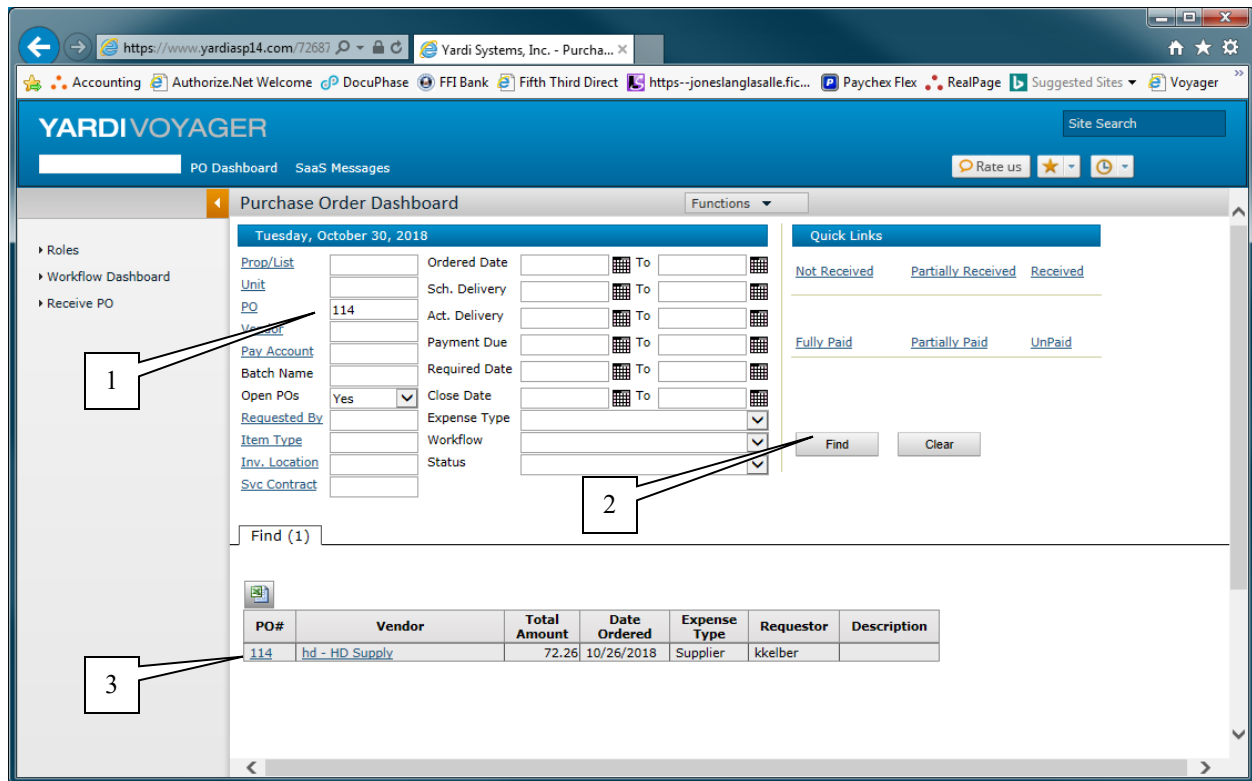 https://www.yardiasp14.com/72687
Yardi Systems, Inc. - Purcha...
Accounting Authorize.Net Welcome DocuPhase FFI Bank Fifth Third Direct https--joneslanglasalle.fic... Paychex Flex RealPage Suggested Sites Voyager
YARDI VOYAGER
Site Search
PO Dashboard SaaS Messages
Rate us
Purchase Order Dashboard
Functions
Roles
Workflow Dashboard
Receive PO
Tuesday, October 30, 2018
Quick Links
Prop/List Ordered Date To
Unit Sch. Delivery To
PO 114 Act. Delivery To
Vendor Payment Due To
Pay Account Required Date To
Batch Name Close Date To
Open POs Yes Expense Type
Requested By Workflow
Item Type Status
Inv. Location
Svc Contract
Not Received Partially Received Received
Fully Paid Partially Paid UnPaid
Find Clear
1
2
Find (1)
PO# Vendor Total Amount Date Ordered Expense Type Requestor Description
114 hd - HD Supply 72.26 10/26/2018 Supplier kkelber
3